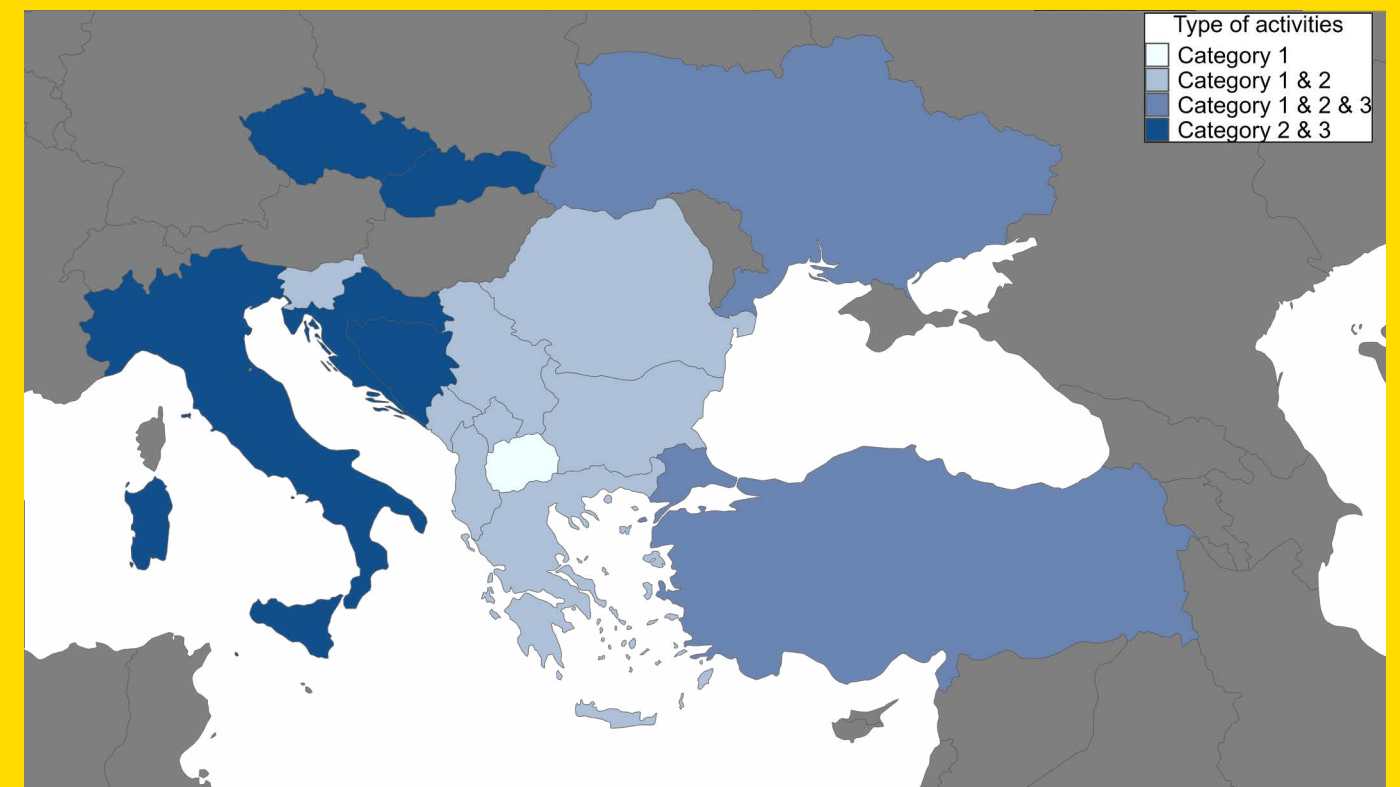 Type of activities
Category 1
Category 1 & 2
Category 1 & 2 & 3
Category 2 & 3